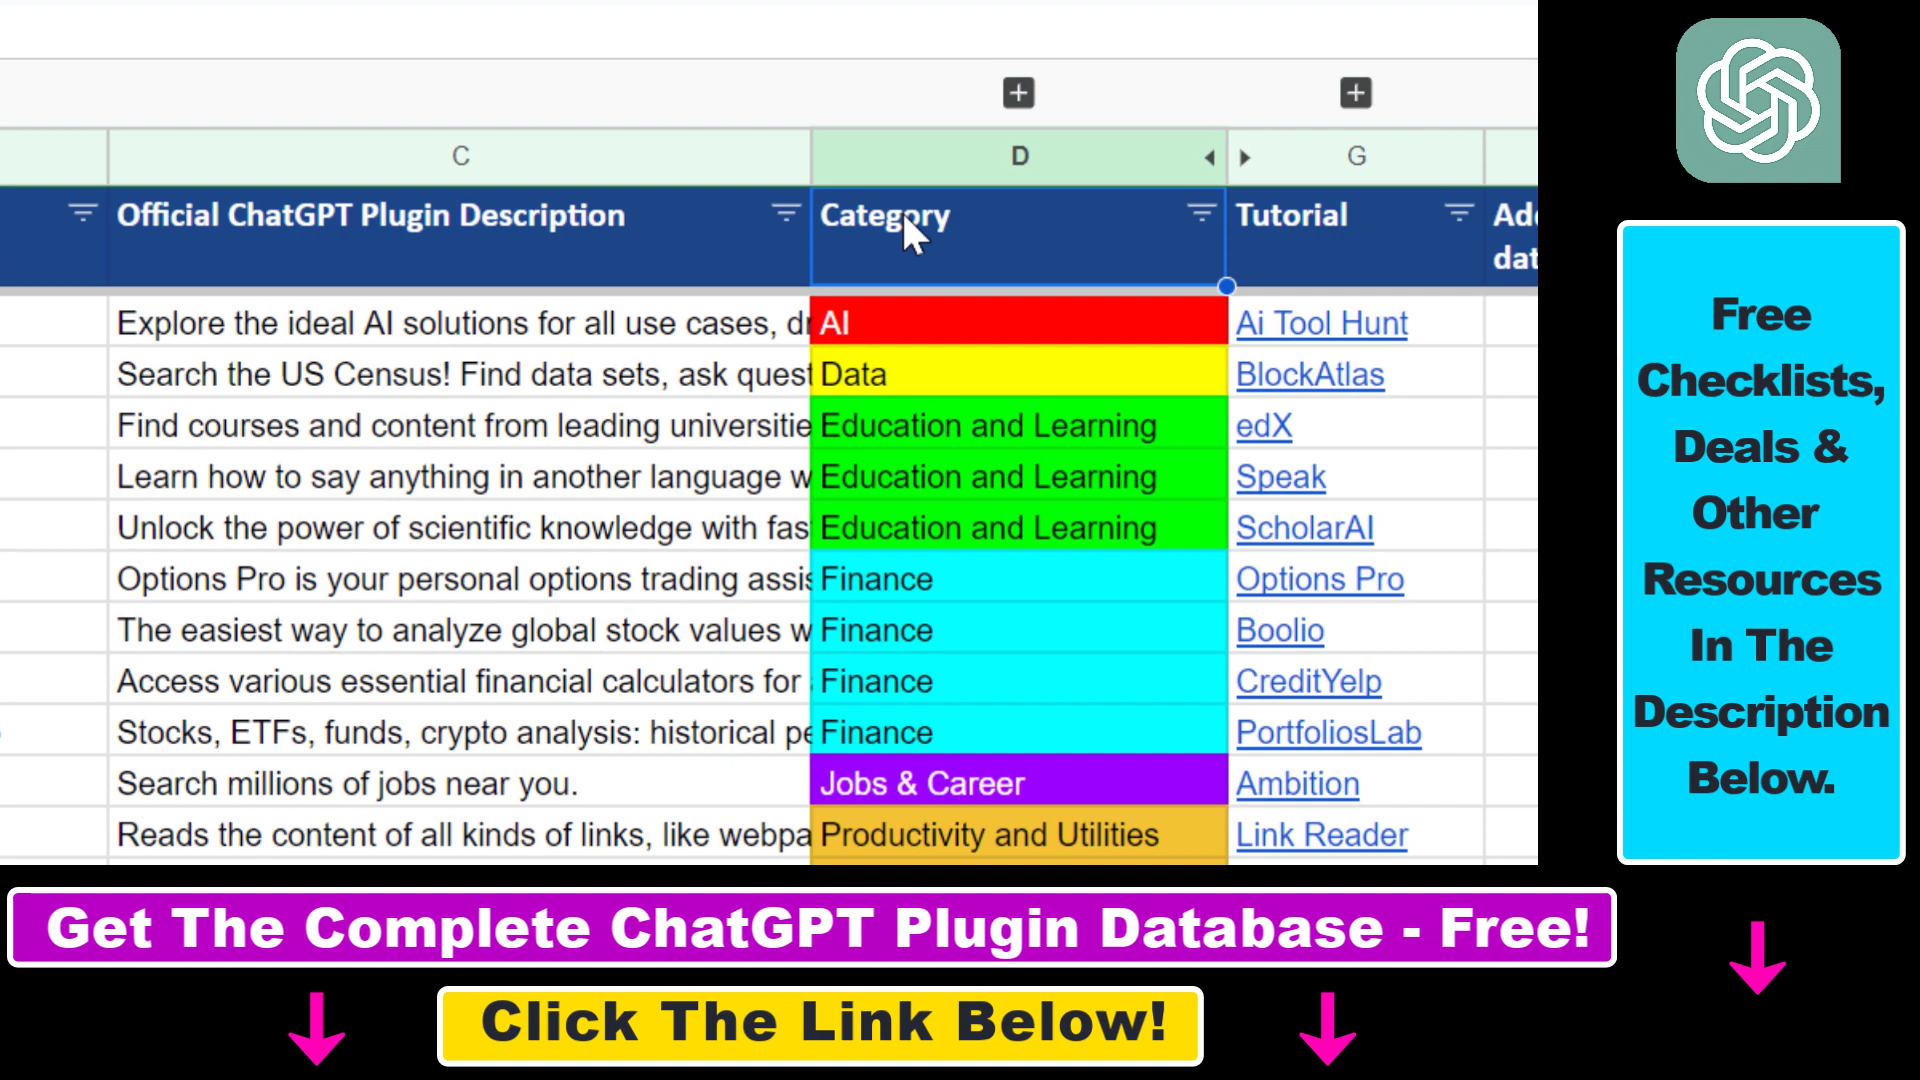 C D G
Official ChatGPT Plugin Description Category Tutorial
Explore the ideal AI solutions for all use cases, AI Ai Tool Hunt
Search the US Census! Find data sets, ask Data BlockAtlas
Find courses and content from leading Education and Learning edX
Learn how to say anything in another language Education and Learning Speak
Unlock the power of scientific knowledge with Education and Learning ScholarAI
Options Pro is your personal options trading Finance Options Pro
The easiest way to analyze global stock values Finance Boolio
Access various essential financial calculators for Finance CreditYelp
Stocks, ETFs, funds, crypto analysis: historical Finance PortfoliosLab
Search millions of jobs near you. Jobs & Career Ambition
Reads the content of all kinds of links, like Productivity and Utilities Link Reader
Free
Checklists,
Deals &
Other
Resources
In The
Description
Below.
Get The Complete ChatGPT Plugin Database - Free!
Click The Link Below!